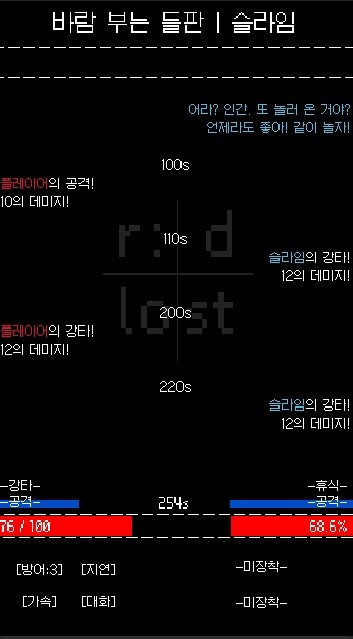 바람 부는 들판 | 슬라임
어라? 인간, 또 놀러 온 거야?
언제라도 좋아! 같이 놀자!
100s
플레이어의 공격!
10의 데미지!
r: d
110s
슬라임의 강타!
12의 데미지!
lost
200s
플레이어의 강타!
12의 데미지!
220s
슬라임의 강타!
12의 데미지!
-강타-
-휴식-
-공격-
254s
-공격-
76 / 100
68.6%
[방어:3] [지연]
-미장착-
[가속] [대화]
-미장착-